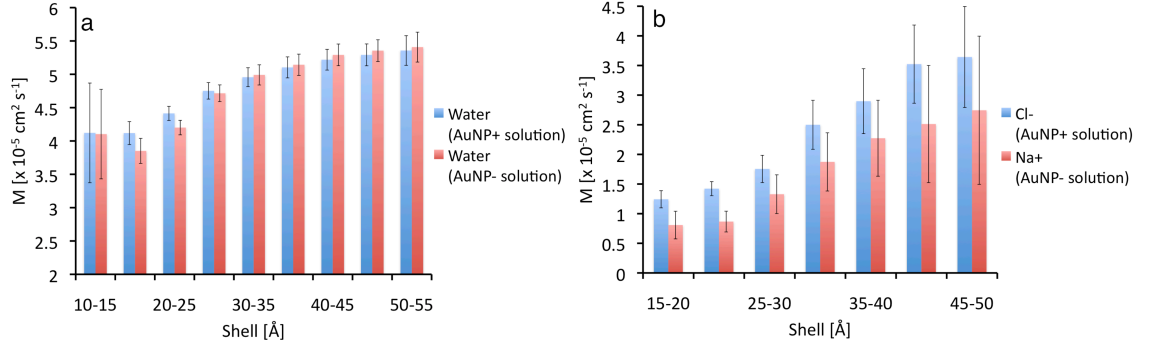 a
6
5.5
5
4.5
4
3.5
3
2.5
2
M [x 10⁻⁵ cm² s⁻¹]
10-15 20-25 30-35 40-45 50-55
Shell [Å]
Water
(AuNP+ solution)
Water
(AuNP- solution)
b
4.5
4
3.5
3
2.5
2
1.5
1
0.5
0
M [x 10⁻⁵ cm² s⁻¹]
15-20 25-30 35-40 45-50
Shell [Å]
Cl-
(AuNP+ solution)
Na+
(AuNP- solution)